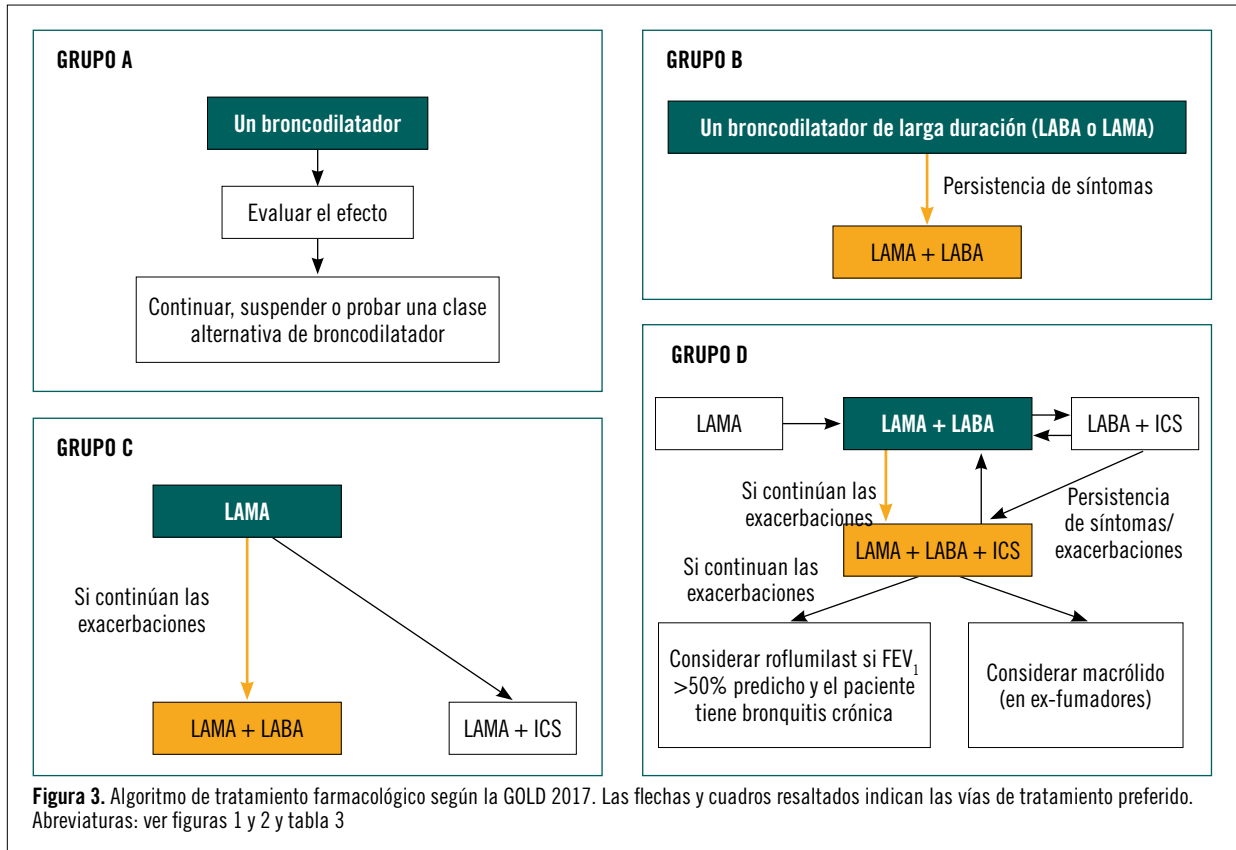 GRUPO A
Un broncodilatador
Evaluar el efecto
Continuar, suspender o probar una clase
alternativa de broncodilatador
GRUPO B
Un broncodilatador de larga duración (LABA o LAMA)
Persistencia de síntomas
LAMA + LABA
GRUPO C
LAMA
Si continúan las
exacerbaciones
LAMA + LABA
LAMA + ICS
GRUPO D
LAMA
LAMA + LABA
LABA + ICS
Si continúan las
exacerbaciones
Persistencia
de síntomas/
exacerbaciones
LAMA + LABA + ICS
Si continuan las
exacerbaciones
Considerar roflumilast si FEV1
>50% predicho y el paciente
tiene bronquitis crónica
Considerar macrólido
(en ex-fumadores)
Figura 3. Algoritmo de tratamiento farmacológico según la GOLD 2017. Las flechas y cuadros resaltados indican las vías de tratamiento preferido.
Abreviaturas: ver figuras 1 y 2 y tabla 3